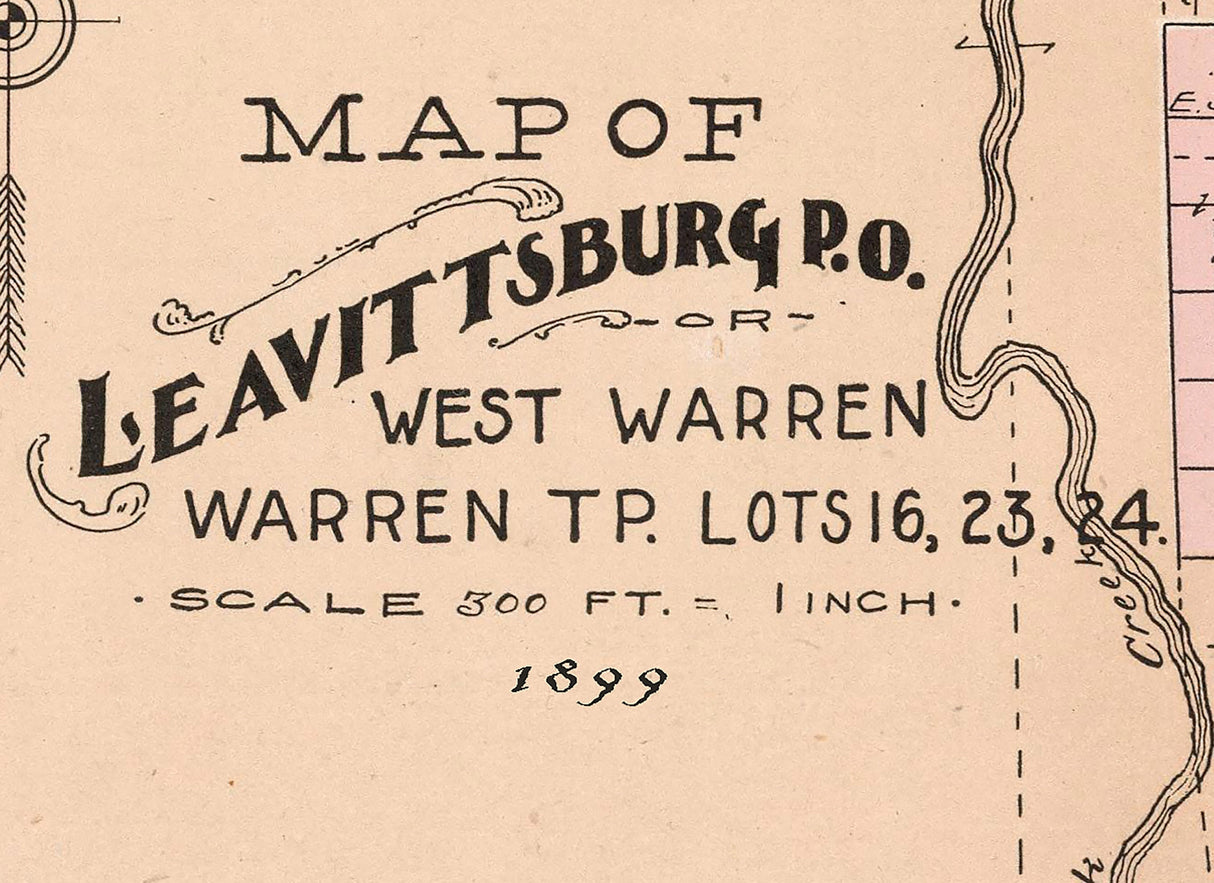 MAP OF
LEAVITTSBURG P.O.
-OR-
WEST WARREN
WARREN TP. LOTS 16, 23, 24.
· SCALE 300 FT. = 1 INCH ·
1899
Creek
E.
k